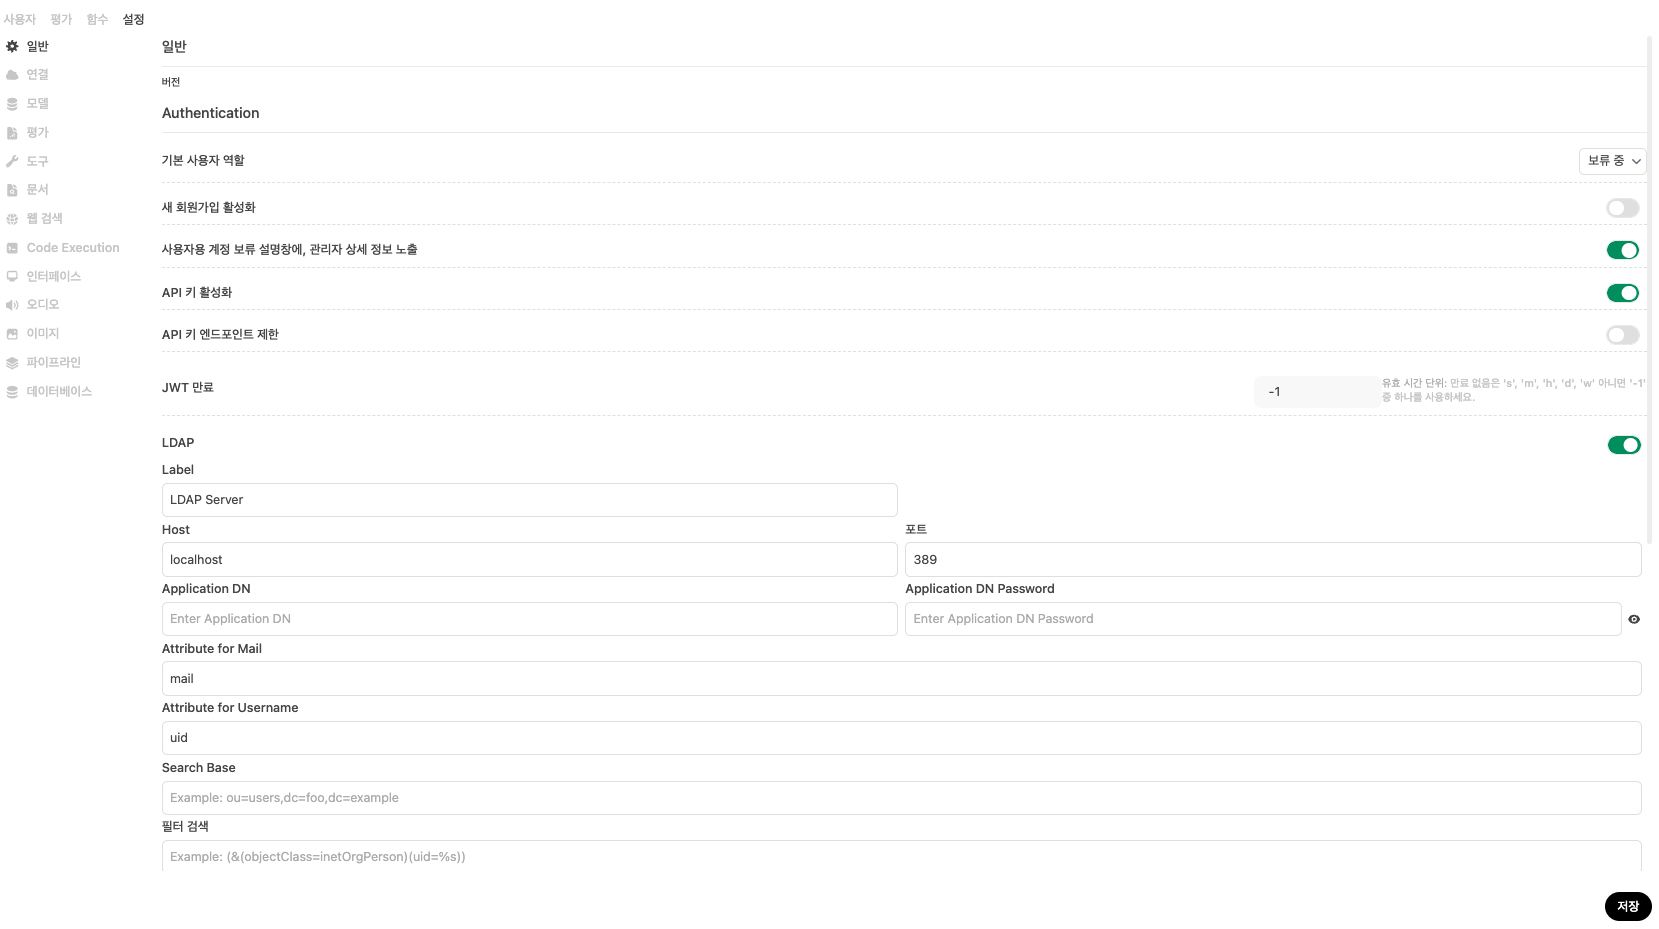 사용자 평가 함수 설정
일반
연결
모델
평가
도구
문서
웹 검색
Code Execution
인터페이스
오디오
이미지
파이프라인
데이터베이스
일반
버전
Authentication
기본 사용자 역할
보류 중
새 회원가입 활성화
사용자용 계정 보류 설명창에, 관리자 상세 정보 노출
API 키 활성화
API 키 엔드포인트 제한
JWT 만료
-1
유효 시간 단위: 만료 없음은 's', 'm', 'h', 'd', 'w' 아니면 '-1'
중 하나를 사용하세요.
LDAP
Label
LDAP Server
Host 포트
localhost 389
Application DN Application DN Password
Enter Application DN Enter Application DN Password
Attribute for Mail
mail
Attribute for Username
uid
Search Base
Example: ou=users,dc=foo,dc=example
필터 검색
Example: (&(objectClass=inetOrgPerson)(uid=%s))
저장